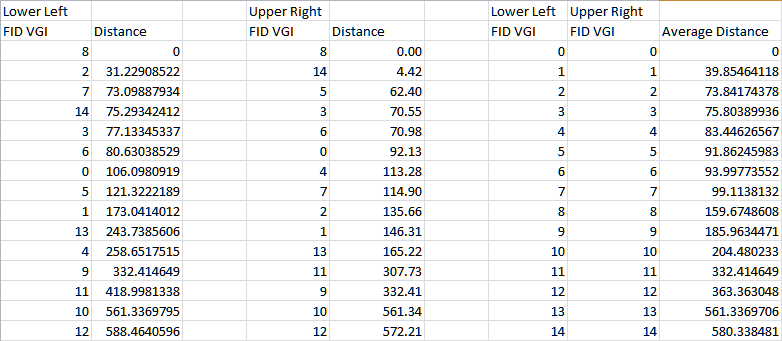 Lower Left Upper Right Lower Left Upper Right
FID VGI Distance FID VGI Distance FID VGI FID VGI Average Distance
8 0 8 0.00 0 0 0
2 31.22908522 14 4.42 1 1 39.85464118
7 73.09887934 5 62.40 2 2 73.84174378
14 75.29342412 3 70.55 3 3 75.80389936
3 77.13345337 6 70.98 4 4 83.44626567
6 80.63038529 0 92.13 5 5 91.86245983
0 106.0980919 4 113.28 6 6 93.99773552
5 121.3222189 7 114.90 7 7 99.1138132
1 173.0414012 2 135.66 8 8 159.6748608
13 243.7385606 1 146.31 9 9 185.9634471
4 258.6517515 13 165.22 10 10 204.480233
9 332.414649 11 307.73 11 11 332.414649
11 418.9981338 9 332.41 12 12 363.363048
10 561.3369795 10 561.34 13 13 561.3369706
12 588.4640596 12 572.21 14 14 580.338481